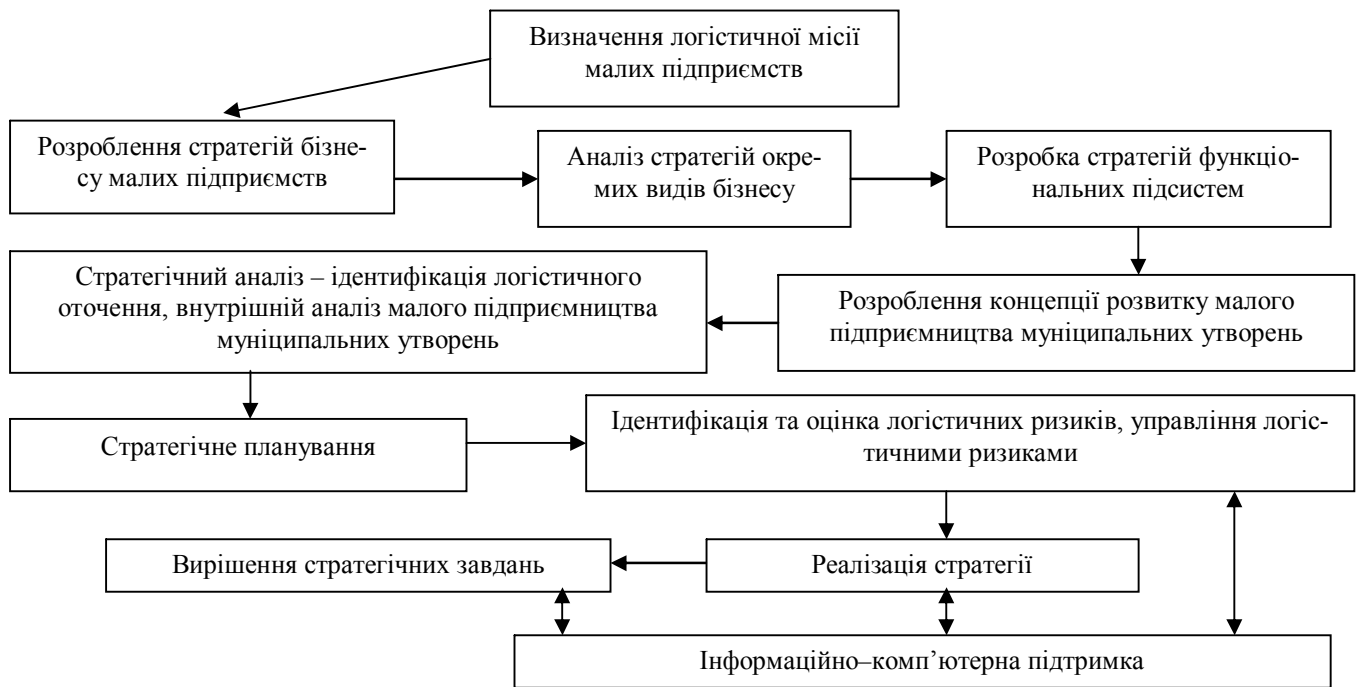 Визначення логістичної місії
малих підприємств
Розроблення стратегій бізне-
су малих підприємств
Аналіз стратегій окре-
мих видів бізнесу
Розробка стратегій функціо-
нальних підсистем
Стратегічний аналіз – ідентифікація логістичного
оточення, внутрішній аналіз малого підприємництва
муніципальних утворень
Розроблення концепції розвитку малого
підприємництва муніципальних утворень
Стратегічне планування
Ідентифікація та оцінка логістичних ризиків, управління логіс-
тичними ризиками
Вирішення стратегічних завдань
Реалізація стратегії
Інформаційно–комп’ютерна підтримка